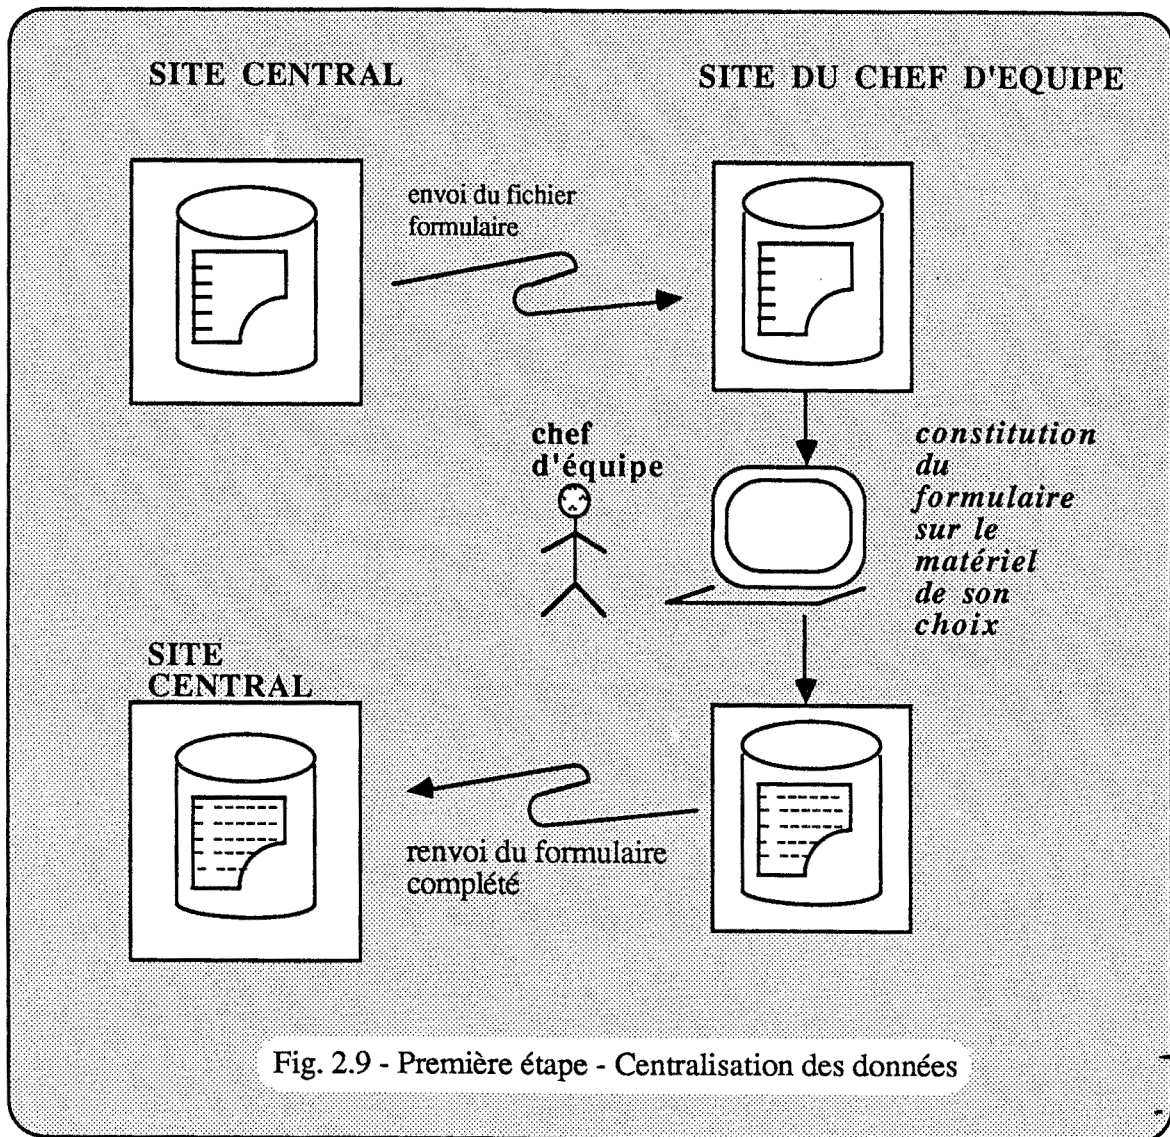 SITE CENTRAL
SITE DU CHEF D'EQUIPE
envoi du fichier
formulaire
chef
d'équipe
constitution
du
formulaire
sur le
matériel
de son
choix
SITE
CENTRAL
renvoi du formulaire
complété
Fig. 2.9 - Première étape - Centralisation des données